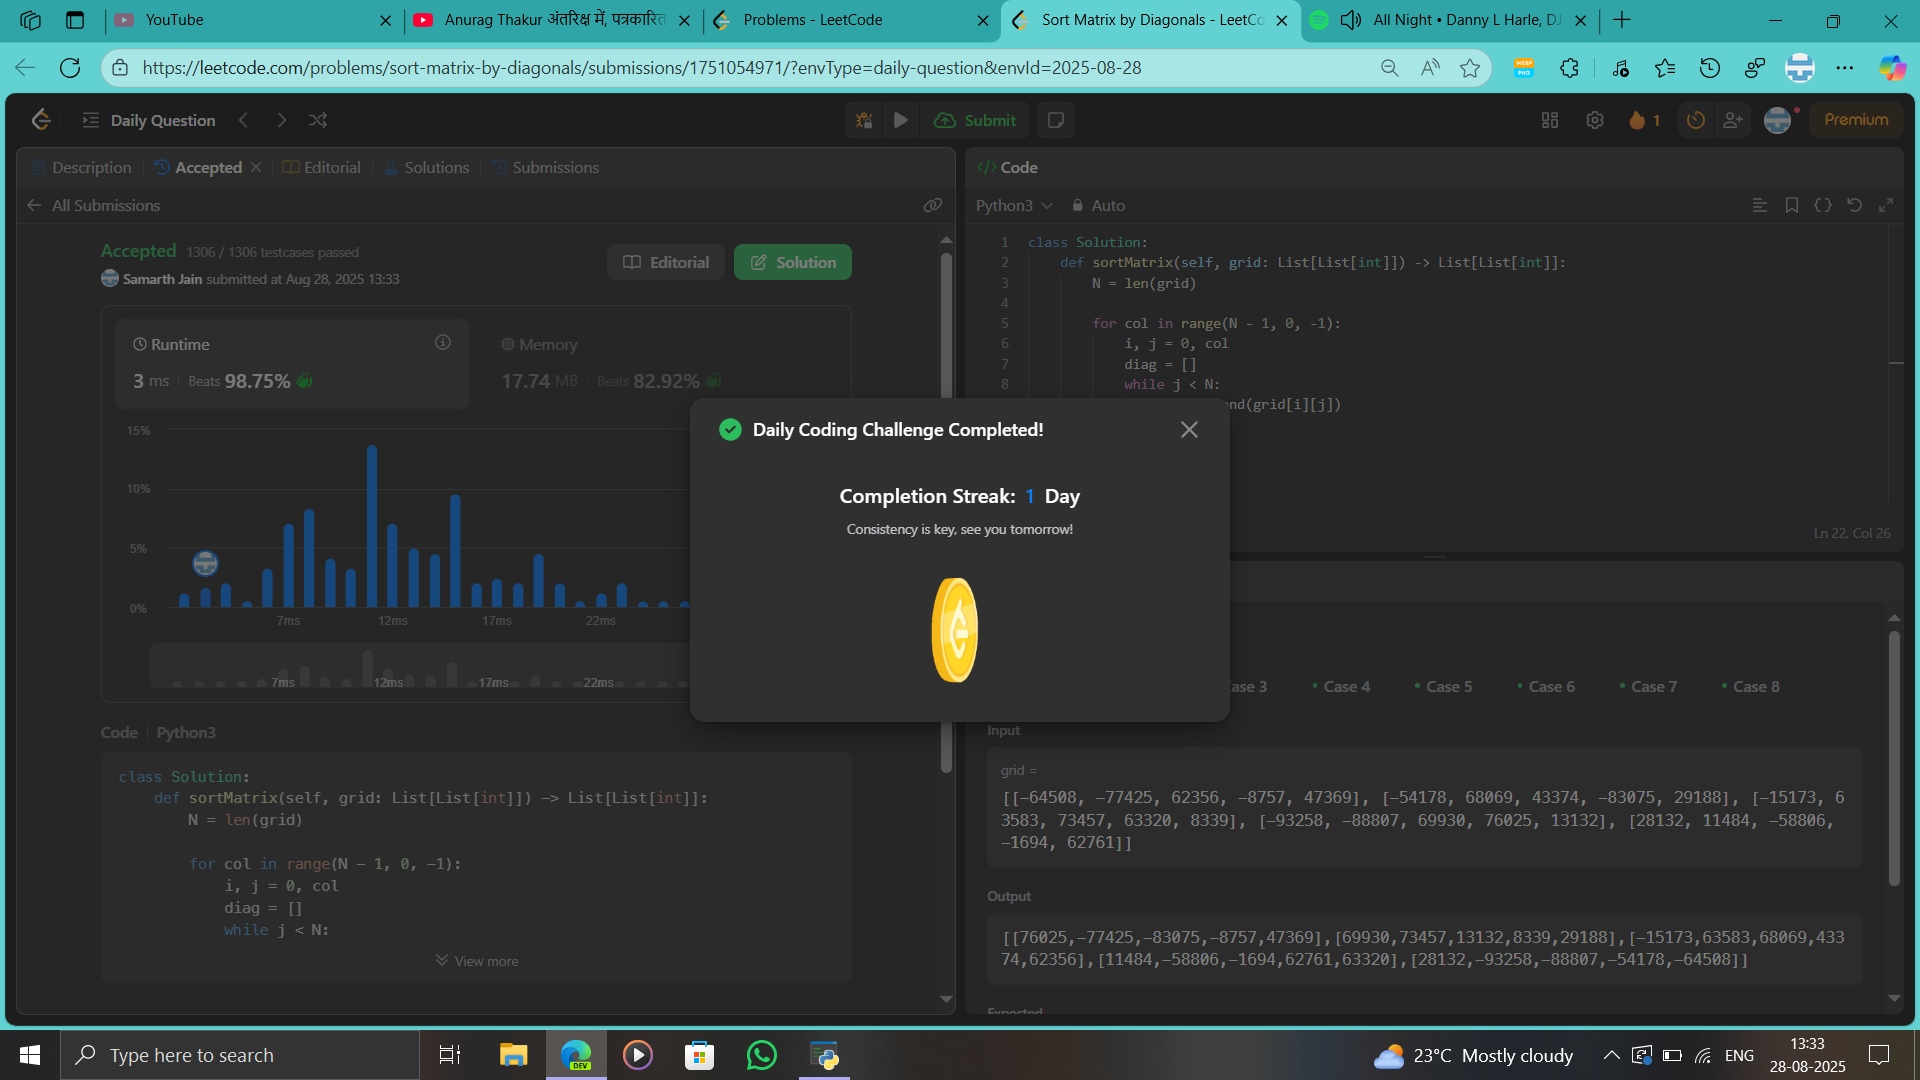 YouTube
Anurag Thakur अंतरिक्ष में, पत्रकारित
Problems - LeetCode
Sort Matrix by Diagonals - LeetCo
All Night • Danny L Harle, DJ
https://leetcode.com/problems/sort-matrix-by-diagonals/submissions/1751054971/?envType=daily-question&envId=2025-08-28
Daily Question
Submit
1
Premium
Description
Accepted
Editorial
Solutions
Submissions
All Submissions
Accepted 1306 / 1306 testcases passed
Samarth Jain submitted at Aug 28, 2025 13:33
Editorial
Solution
Runtime
3 ms Beats 98.75%
Memory
17.74 MB Beats 82.92%
15%
10%
5%
0%
7ms 12ms 17ms 22ms
7ms 12ms 17ms 22ms
Code Python3
class Solution:
    def sortMatrix(self, grid: List[List[int]]) -> List[List[int]]:
        N = len(grid)
        for col in range(N - 1, 0, -1):
            i, j = 0, col
            diag = []
            while j < N:
View more
Code
Python3 Auto
1 class Solution:
2     def sortMatrix(self, grid: List[List[int]]) -> List[List[int]]:
3         N = len(grid)
4
5         for col in range(N - 1, 0, -1):
6             i, j = 0, col
7             diag = []
8             while j < N:
nd(grid[i][j])
Ln 22, Col 26
Daily Coding Challenge Completed!
Completion Streak: 1 Day
Consistency is key, see you tomorrow!
ase 3
Case 4
Case 5
Case 6
Case 7
Case 8
Input
grid =
[[-64508, -77425, 62356, -8757, 47369], [-54178, 68069, 43374, -83075, 29188], [-15173, 6
3583, 73457, 63320, 8339], [-93258, -88807, 69930, 76025, 13132], [28132, 11484, -58806,
-1694, 62761]]
Output
[[76025,-77425,-83075,-8757,47369],[69930,73457,13132,8339,29188],[-15173,63583,68069,433
74,62356],[11484,-58806,-1694,62761,63320],[28132,-93258,-88807,-54178,-64508]]
Expected
Type here to search
DEV
23°C Mostly cloudy
ENG
13:33
28-08-2025